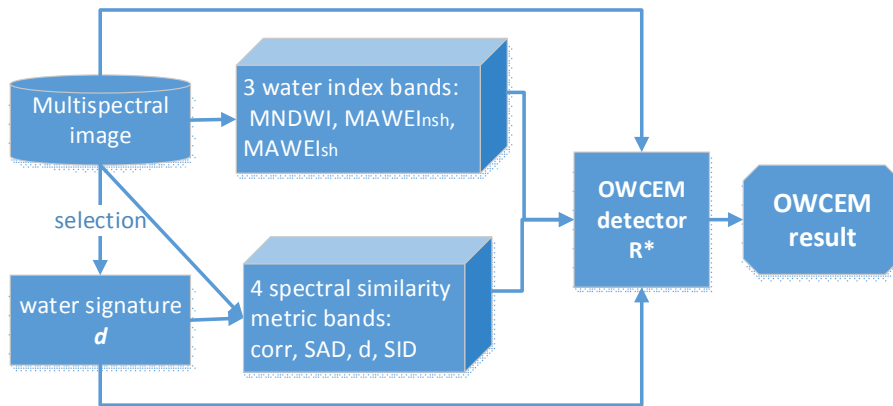 Multispectral
image
3 water index bands:
MNDWI, MAWEInsh,
MAWEIsh
selection
water signature
d
4 spectral similarity
metric bands:
corr, SAD, d, SID
OWCEM
detector
R*
OWCEM
result